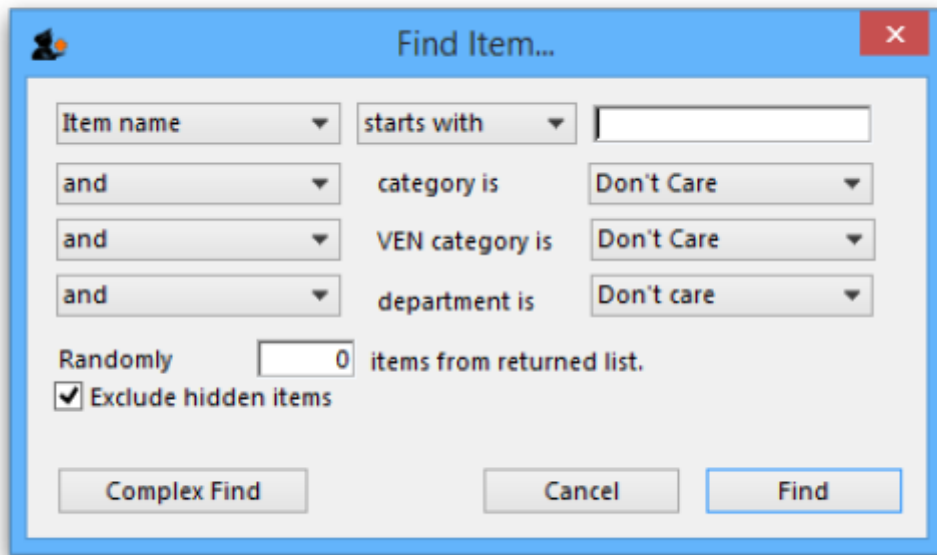 Find Item...
Item name starts with
and category is Don't Care
and VEN category is Don't Care
and department is Don't care
Randomly 0 items from returned list.
Exclude hidden items
Complex Find Cancel Find